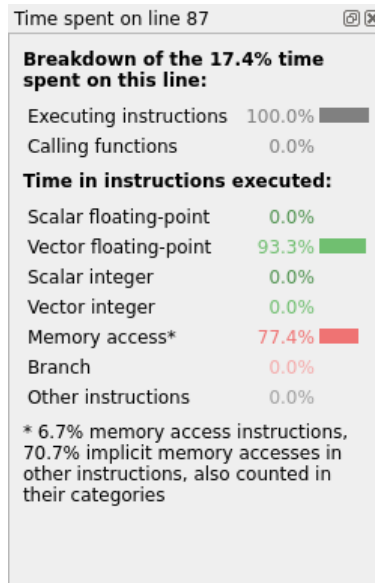 Time spent on line 87
Breakdown of the 17.4% time
spent on this line:
Executing instructions 100.0%
Calling functions 0.0%
Time in instructions executed:
Scalar floating-point 0.0%
Vector floating-point 93.3%
Scalar integer 0.0%
Vector integer 0.0%
Memory access* 77.4%
Branch 0.0%
Other instructions 0.0%
* 6.7% memory access instructions,
70.7% implicit memory accesses in
other instructions, also counted in
their categories